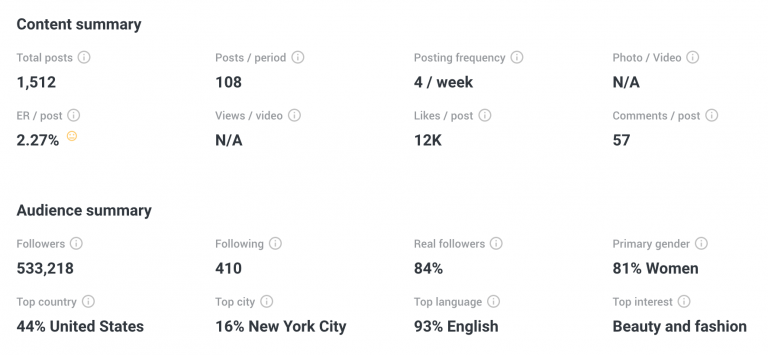 Content summary
Total posts Posts / period Posting frequency Photo / Video
1,512 108 4 / week N/A
ER / post Views / video Likes / post Comments / post
2.27% N/A 12K 57
Audience summary
Followers Following Real followers Primary gender
533,218 410 84% 81% Women
Top country Top city Top language Top interest
44% United States 16% New York City 93% English Beauty and fashion